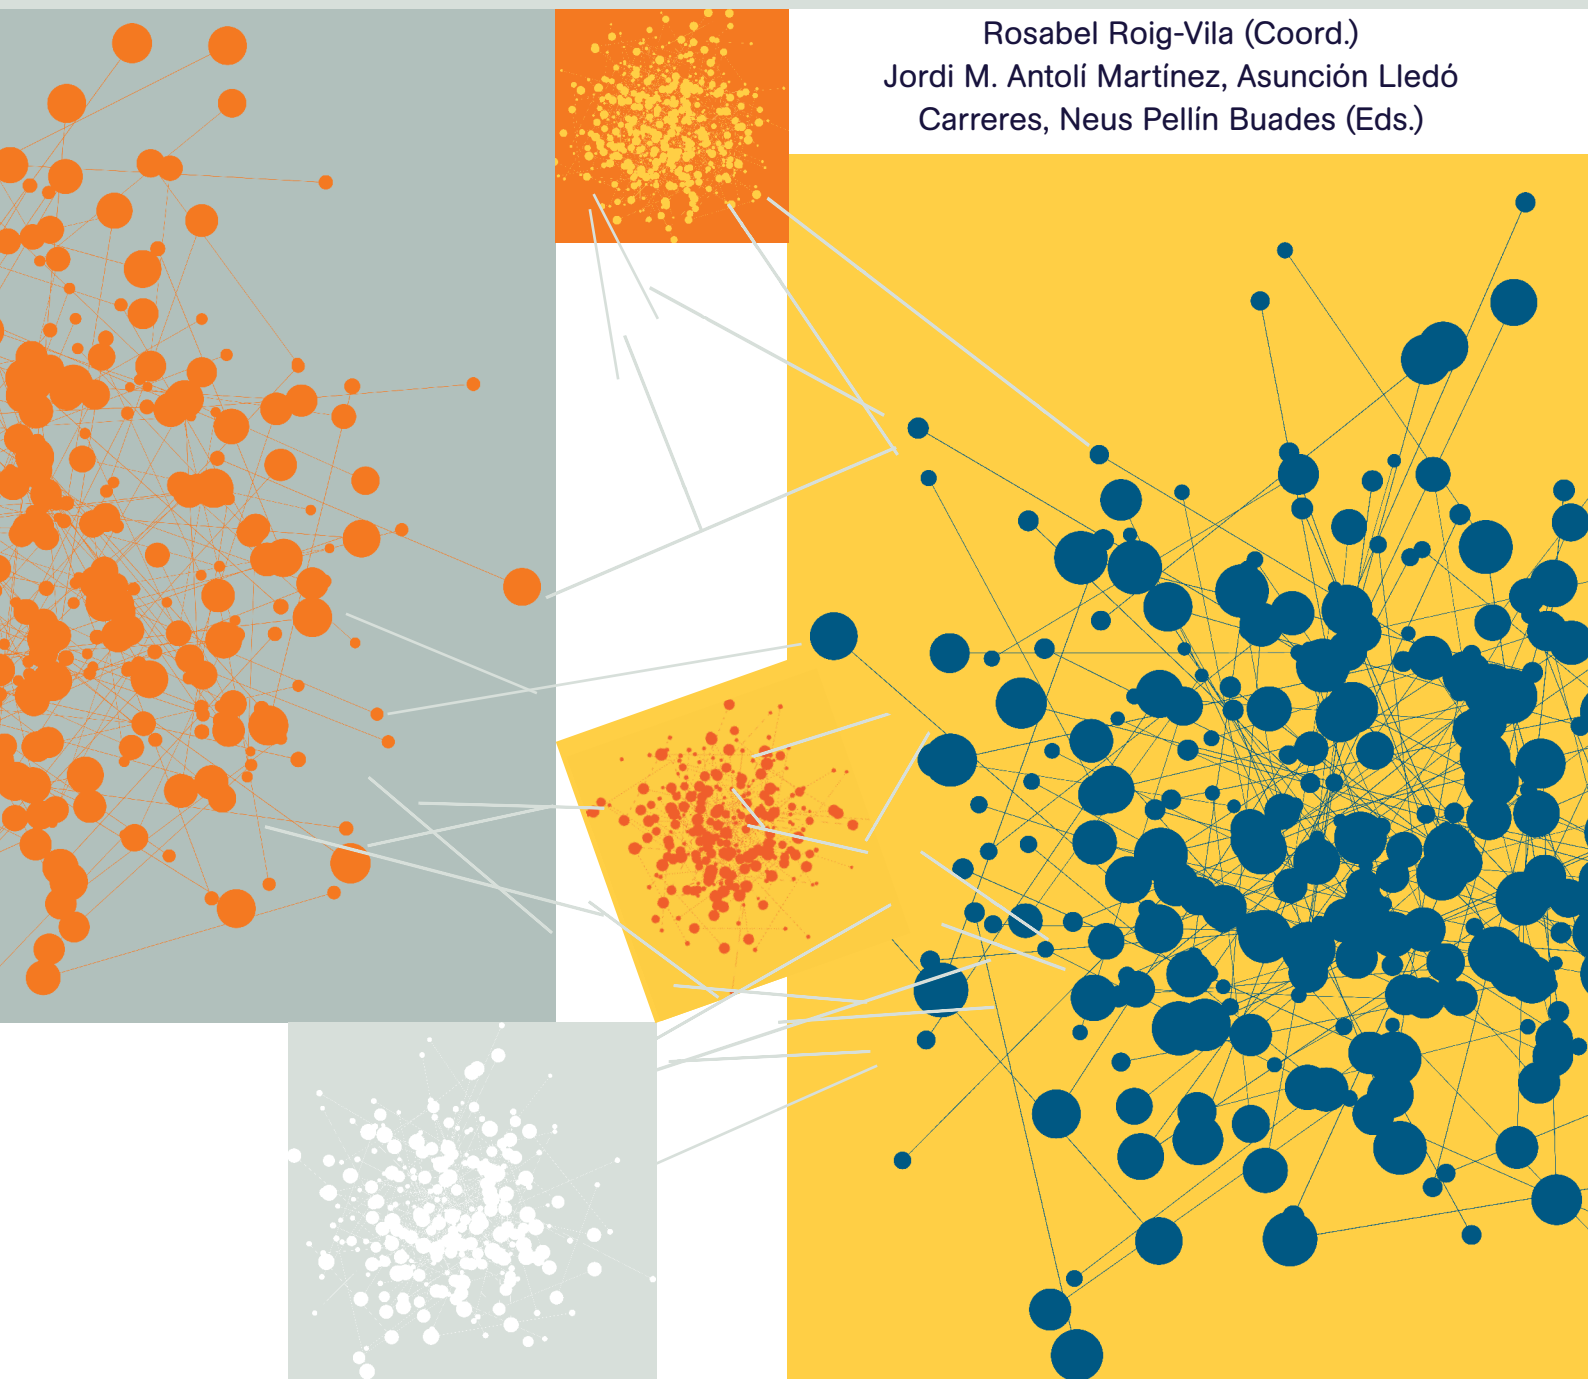 Rosabel Roig-Vila (Coord.)
Jordi M. Antolí Martínez, Asunción Lledó
Carreres, Neus Pellín Buades (Eds.)